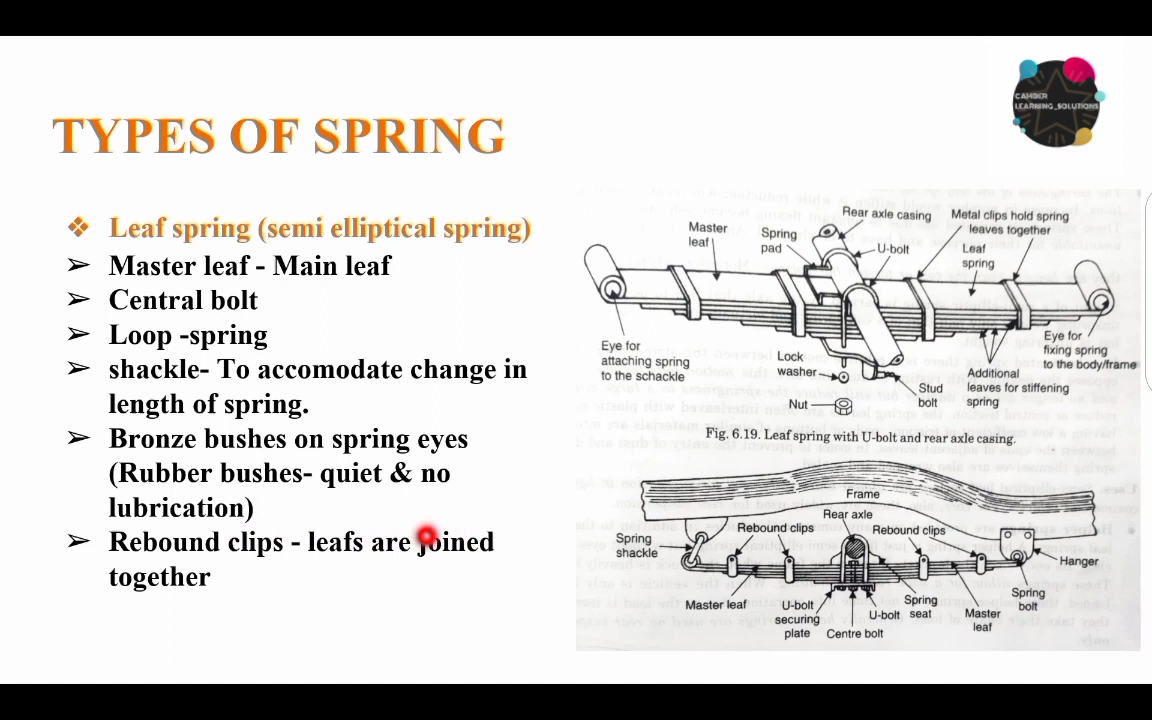 CAMBER
LEARNING_SOLUTIONS
TYPES OF SPRING
❖ Leaf spring (semi elliptical spring)
➢ Master leaf - Main leaf
➢ Central bolt
➢ Loop -spring
➢ shackle- To accomodate change in
length of spring.
➢ Bronze bushes on spring eyes
(Rubber bushes- quiet & no
lubrication)
➢ Rebound clips - leafs are joined
together
Rear axle casing
Metal clips hold spring
leaves together
Master
leaf
Spring
pad
U-bolt
Leaf
spring
Eye for
attaching spring
to the schackle
Lock
washer
Nut
Stud
bolt
Additional
leaves for stiffening
spring
Eye for
fixing spring
to the body/frame
Fig. 6.19. Leaf spring with U-bolt and rear axle casing.
Frame
Rear axle
Rebound clips
Rebound clips
Spring
shackle
Hanger
Master leaf
U-bolt
securing
plate
Centre bolt
U-bolt
Spring
seat
Master
leaf
Spring
bolt